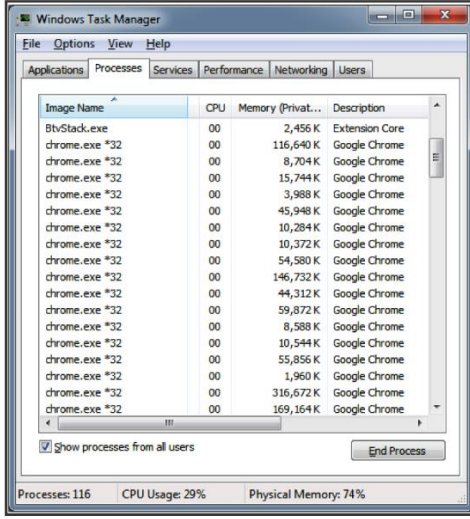 Windows Task Manager
File Options View Help
Applications Processes Services Performance Networking Users
Image Name CPU Memory (Privat... Description
BtvStack.exe 00 2,456 K Extension Core
chrome.exe *32 00 116,640 K Google Chrome
chrome.exe *32 00 8,704 K Google Chrome
chrome.exe *32 00 15,744 K Google Chrome
chrome.exe *32 00 3,988 K Google Chrome
chrome.exe *32 00 45,948 K Google Chrome
chrome.exe *32 00 10,284 K Google Chrome
chrome.exe *32 00 10,372 K Google Chrome
chrome.exe *32 00 54,580 K Google Chrome
chrome.exe *32 00 146,732 K Google Chrome
chrome.exe *32 00 44,312 K Google Chrome
chrome.exe *32 00 59,872 K Google Chrome
chrome.exe *32 00 8,588 K Google Chrome
chrome.exe *32 00 10,544 K Google Chrome
chrome.exe *32 00 55,856 K Google Chrome
chrome.exe *32 00 1,960 K Google Chrome
chrome.exe *32 00 316,672 K Google Chrome
chrome.exe *32 00 169,164 K Google Chrome
Show processes from all users End Process
Processes: 116 CPU Usage: 29% Physical Memory: 74%